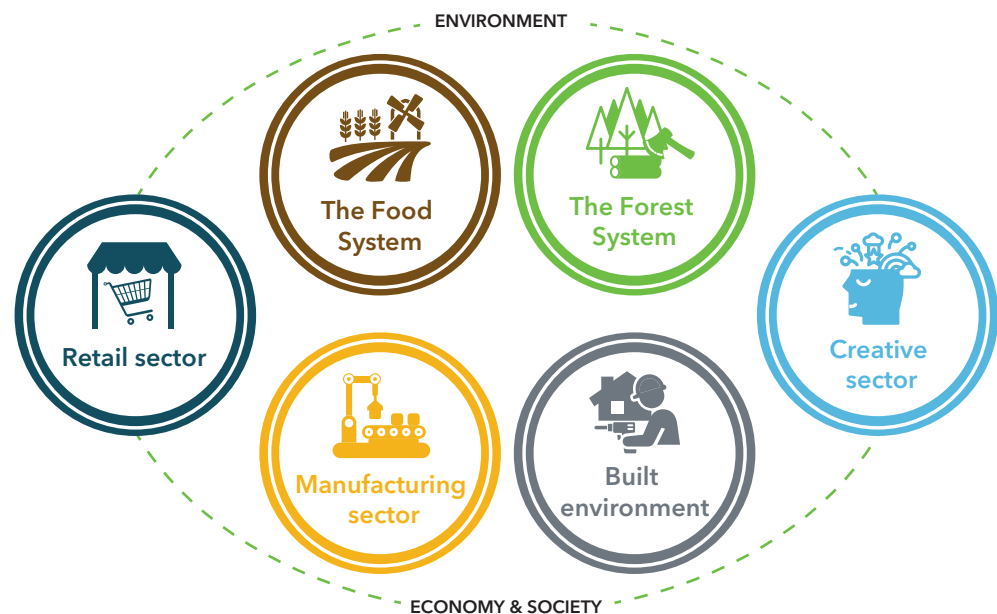 ENVIRONMENT
The Food
System
The Forest
System
Retail sector
Creative
sector
Manufacturing
sector
Built
environment
ECONOMY & SOCIETY